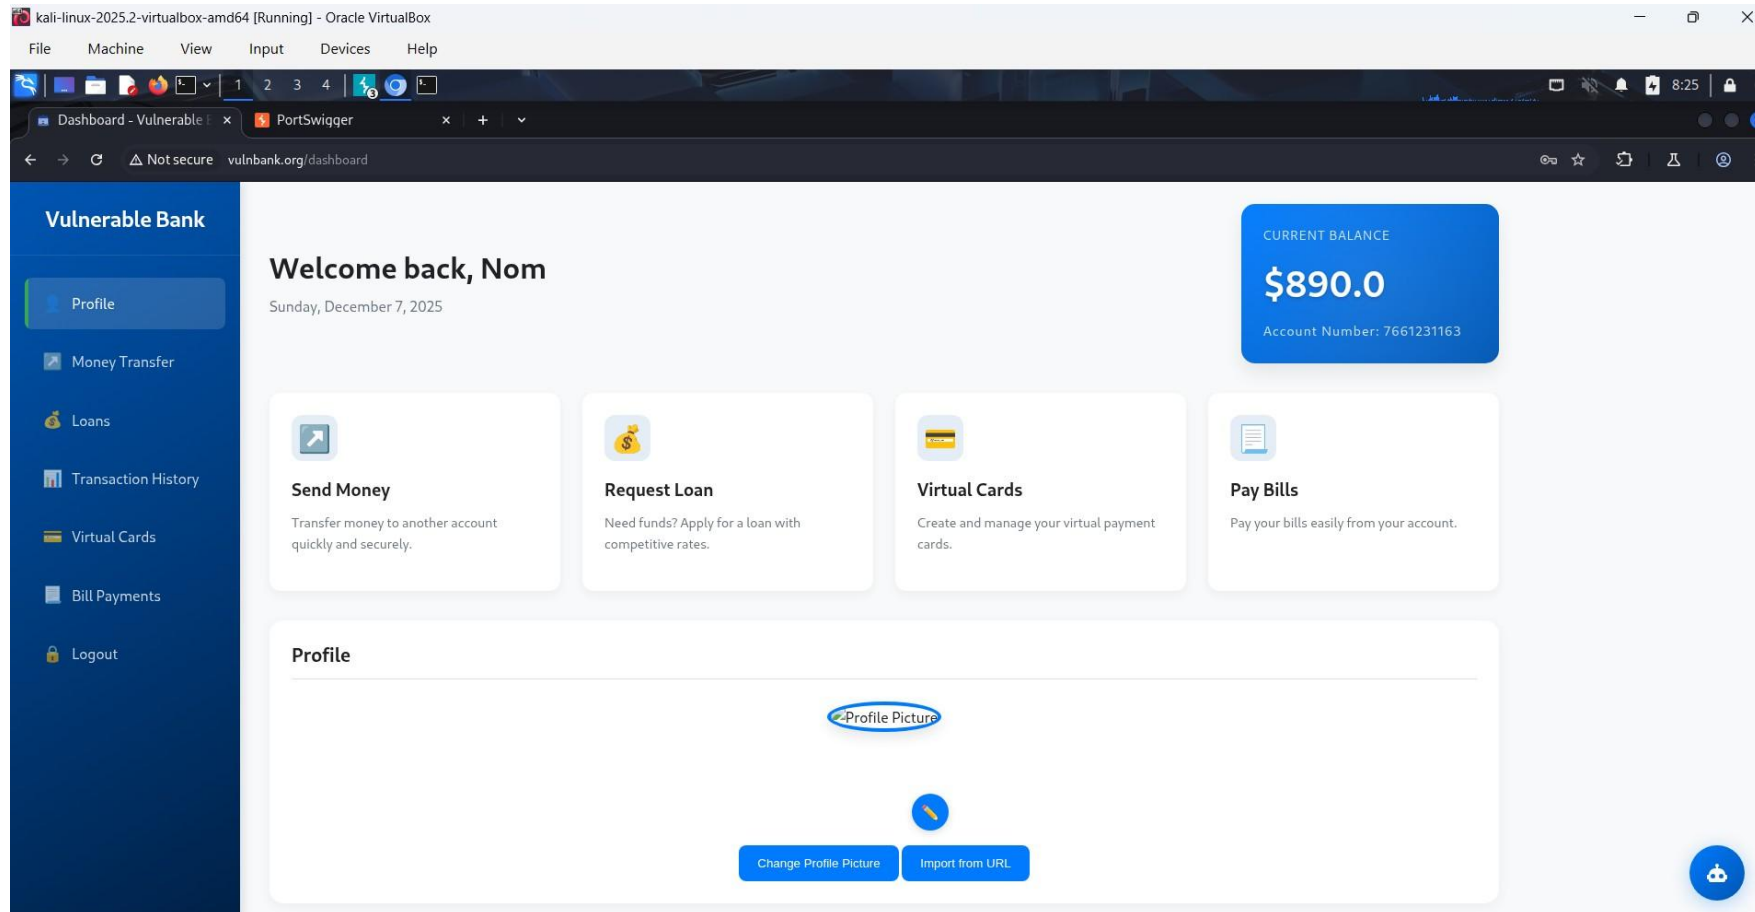 kali-linux-2025.2-virtualbox-amd64 [Running] - Oracle VirtualBox
File Machine View Input Devices Help
1 2 3 4 3 8:25
Dashboard - Vulnerable PortSwigger
Not secure vulnbank.org/dashboard
Vulnerable Bank
Profile
Money Transfer
Loans
Transaction History
Virtual Cards
Bill Payments
Logout
Welcome back, Nom
Sunday, December 7, 2025
CURRENT BALANCE
$890.0
Account Number: 7661231163
Send Money
Transfer money to another account
quickly and securely.
Request Loan
Need funds? Apply for a loan with
competitive rates.
Virtual Cards
Create and manage your virtual payment
cards.
Pay Bills
Pay your bills easily from your account.
Profile
Profile Picture
Change Profile Picture Import from URL